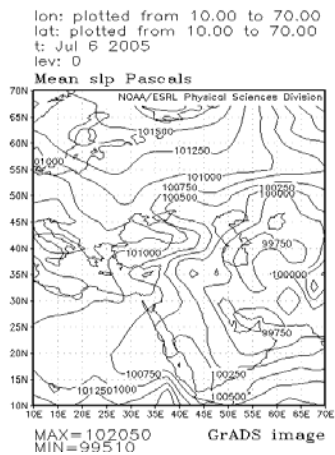 lon: plotted from 10.00 to 70.00
lat: plotted from 10.00 to 70.00
t: Jul 6 2005
lev: 0
Mean slp Pascals
NOAA/ESRL Physical Sciences Division
70N
65N
60N
55N
50N
45N
40N
35N
30N
25N
20N
15N
10N
101500
101250
01000
101000
100750
100500
100250
100000
99750
101000
100000
99750
100750
100250
101250
1000
100500
10E 15E 20E 25E 30E 35E 40E 45E 50E 55E 60E 65E 70E
MAX=102050
MIN=99510
GrADS image